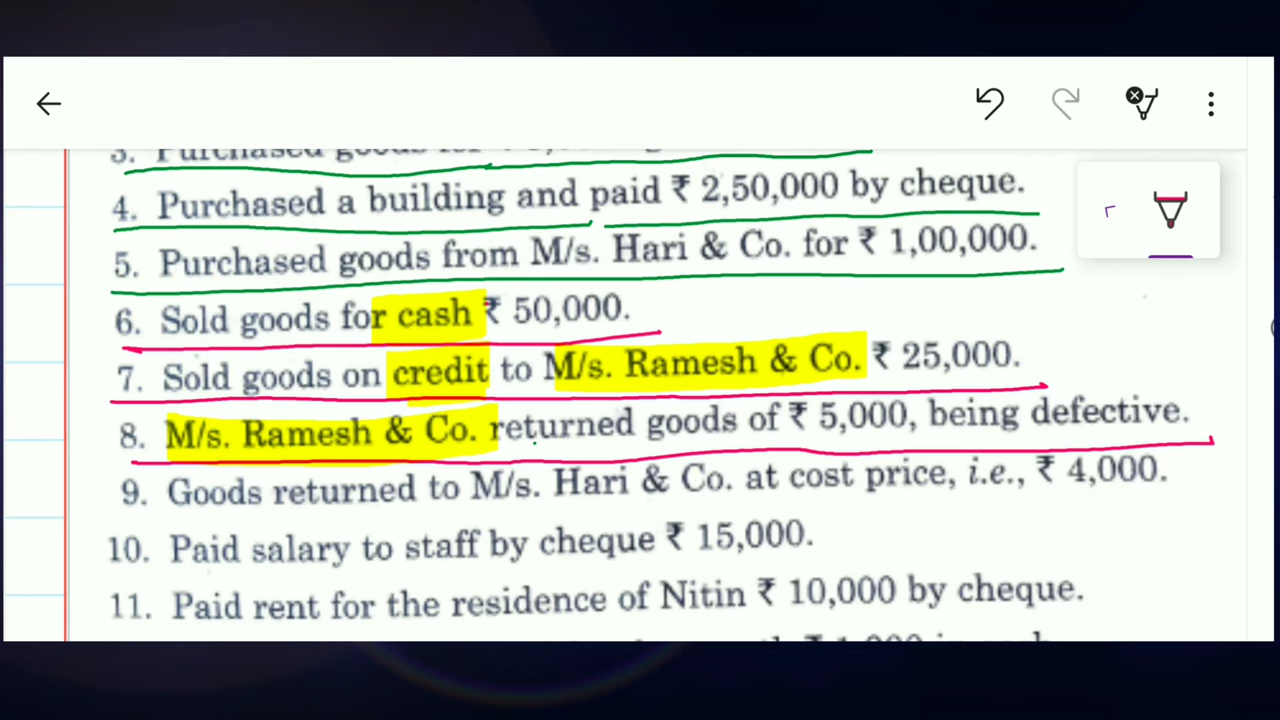 3. Purchased goods for ₹
4. Purchased a building and paid ₹ 2,50,000 by cheque.
5. Purchased goods from M/s. Hari & Co. for ₹ 1,00,000.
6. Sold goods for cash ₹ 50,000.
7. Sold goods on credit to M/s. Ramesh & Co. ₹ 25,000.
8. M/s. Ramesh & Co. returned goods of ₹ 5,000, being defective.
9. Goods returned to M/s. Hari & Co. at cost price, i.e., ₹ 4,000.
10. Paid salary to staff by cheque ₹ 15,000.
11. Paid rent for the residence of Nitin ₹ 10,000 by cheque.